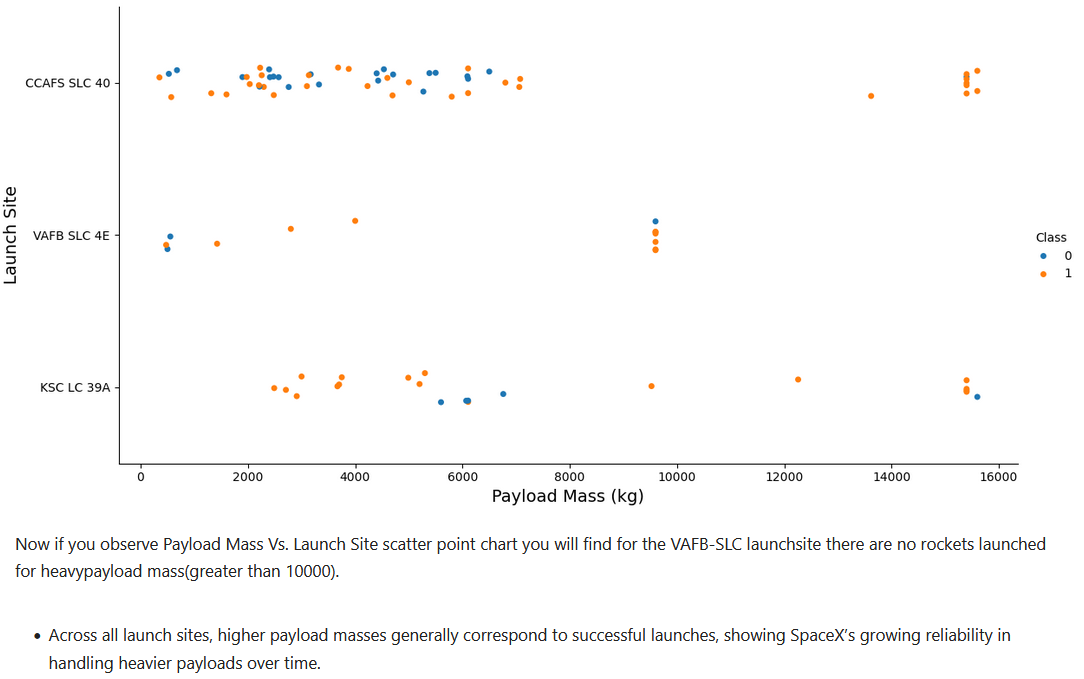 CCAFS SLC 40
VAFB SLC 4E
KSC LC 39A
Launch Site
0 2000 4000 6000 8000 10000 12000 14000 16000
Payload Mass (kg)
Class
0
1
Now if you observe Payload Mass Vs. Launch Site scatter point chart you will find for the VAFB-SLC launchsite there are no rockets launched
for heavypayload mass(greater than 10000).
• Across all launch sites, higher payload masses generally correspond to successful launches, showing SpaceX’s growing reliability in
handling heavier payloads over time.